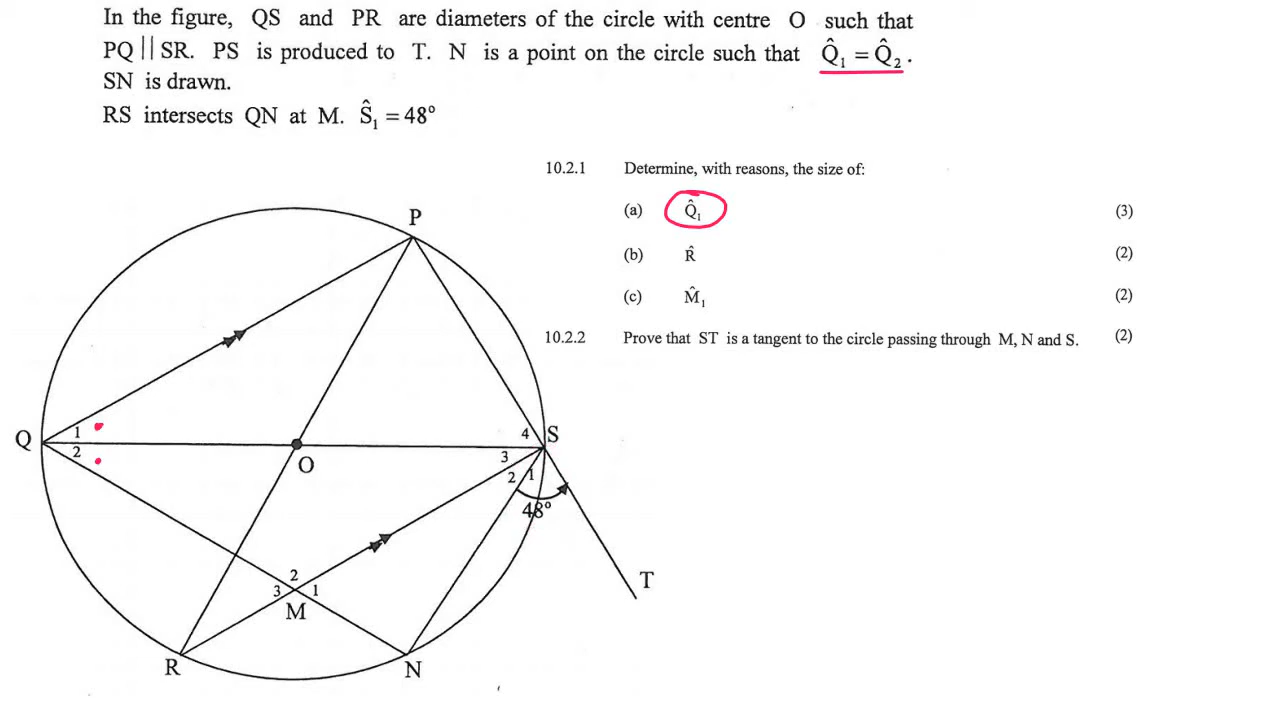 In the figure, QS and PR are diameters of the circle with centre O such that
PQ || SR. PS is produced to T. N is a point on the circle such that Q̂₁ = Q̂₂.
SN is drawn.
RS intersects QN at M. Ŝ₁ = 48°
10.2.1 Determine, with reasons, the size of:
(a) Q̂₁ (3)
(b) R̂ (2)
(c) M̂₁ (2)
10.2.2 Prove that ST is a tangent to the circle passing through M, N and S. (2)
P
Q
1
2
O
4
S
3
2
1
48°
2
3
1
M
T
R
N